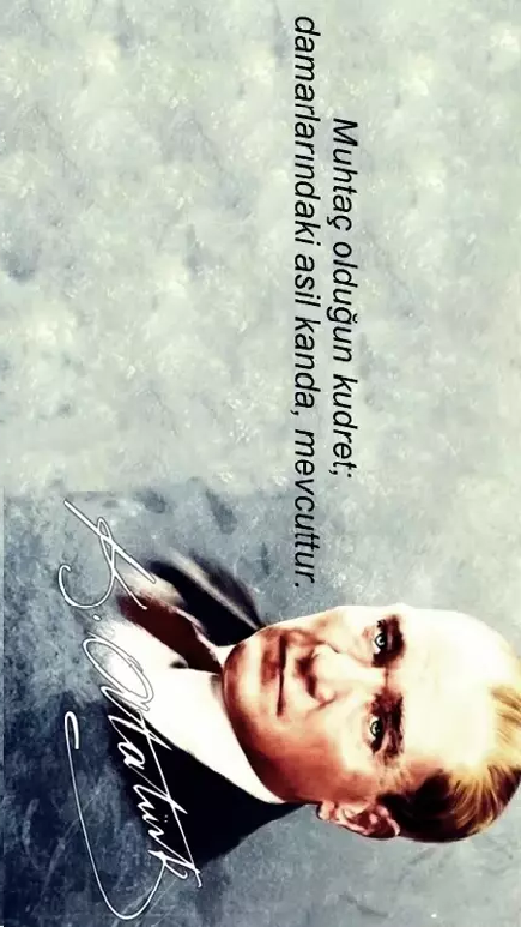 Muhtaç olduğun kudret;
damarlarındaki asil kanda, mevcuttur.
K. Atatürk